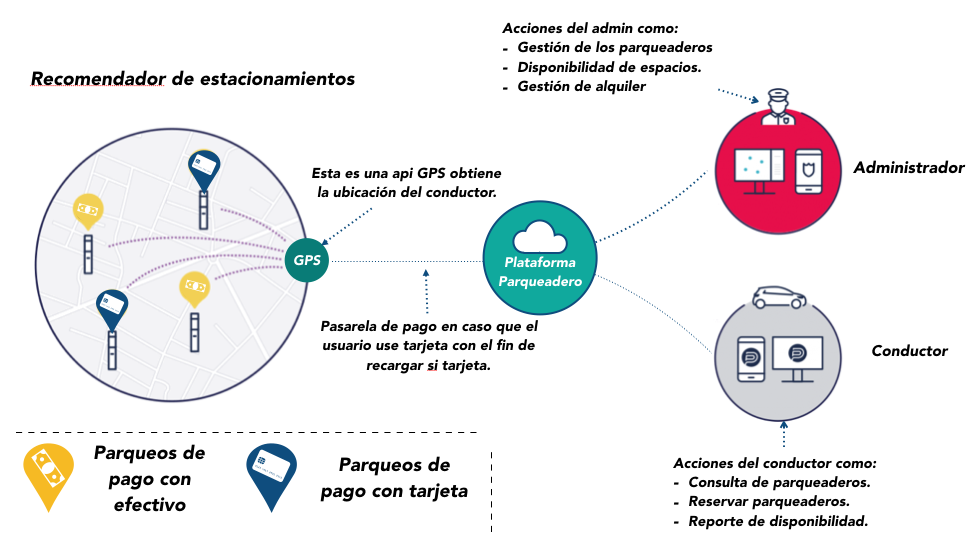 Acciones del admin como:
- Gestión de los parqueaderos
- Disponibilidad de espacios.
- Gestión de alquiler
Recomendador de estacionamientos
Esta es una api GPS obtiene
la ubicación del conductor.
Administrador
GPS
Plataforma
Parqueadero
Pasarela de pago en caso que el
usuario use tarjeta con el fin de
recargar si tarjeta.
Conductor
Parqueos de
pago con
efectivo
Parqueos de
pago con tarjeta
Acciones del conductor como:
- Consulta de parqueaderos.
- Reservar parqueaderos.
- Reporte de disponibilidad.